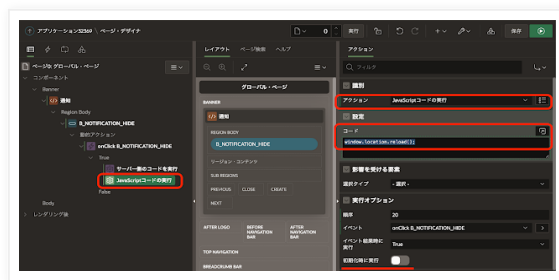 アプリケーション52369 \ ページ・デザイナ
0
実行
保存
ページ0: グローバル・ページ
コンポーネント
Banner
通知
Region Body
B_NOTIFICATION_HIDE
動的アクション
onClick B_NOTIFICATION_HIDE
True
サーバー側のコードを実行
JavaScriptコードの実行
False
Body
レンダリング後
レイアウト ページ検索 ヘルプ
グローバル・ページ
BANNER
通知
REGION BODY
B_NOTIFICATION_HIDE
リージョン・コンテンツ
SUB REGIONS
PREVIOUS CLOSE CREATE
NEXT
AFTER LOGO BEFORE NAVIGATION BAR AFTER NAVIGATION BAR
TOP NAVIGATION
BREADCRUMB BAR
アクション
フィルタ
識別
アクション JavaScriptコードの実行
設定
コード
window.location.reload();
影響を受ける要素
選択タイプ - 選択 -
実行オプション
順序 20
イベント onClick B_NOTIFICATION_HIDE
イベント結果時に実行 True
初期化時に実行